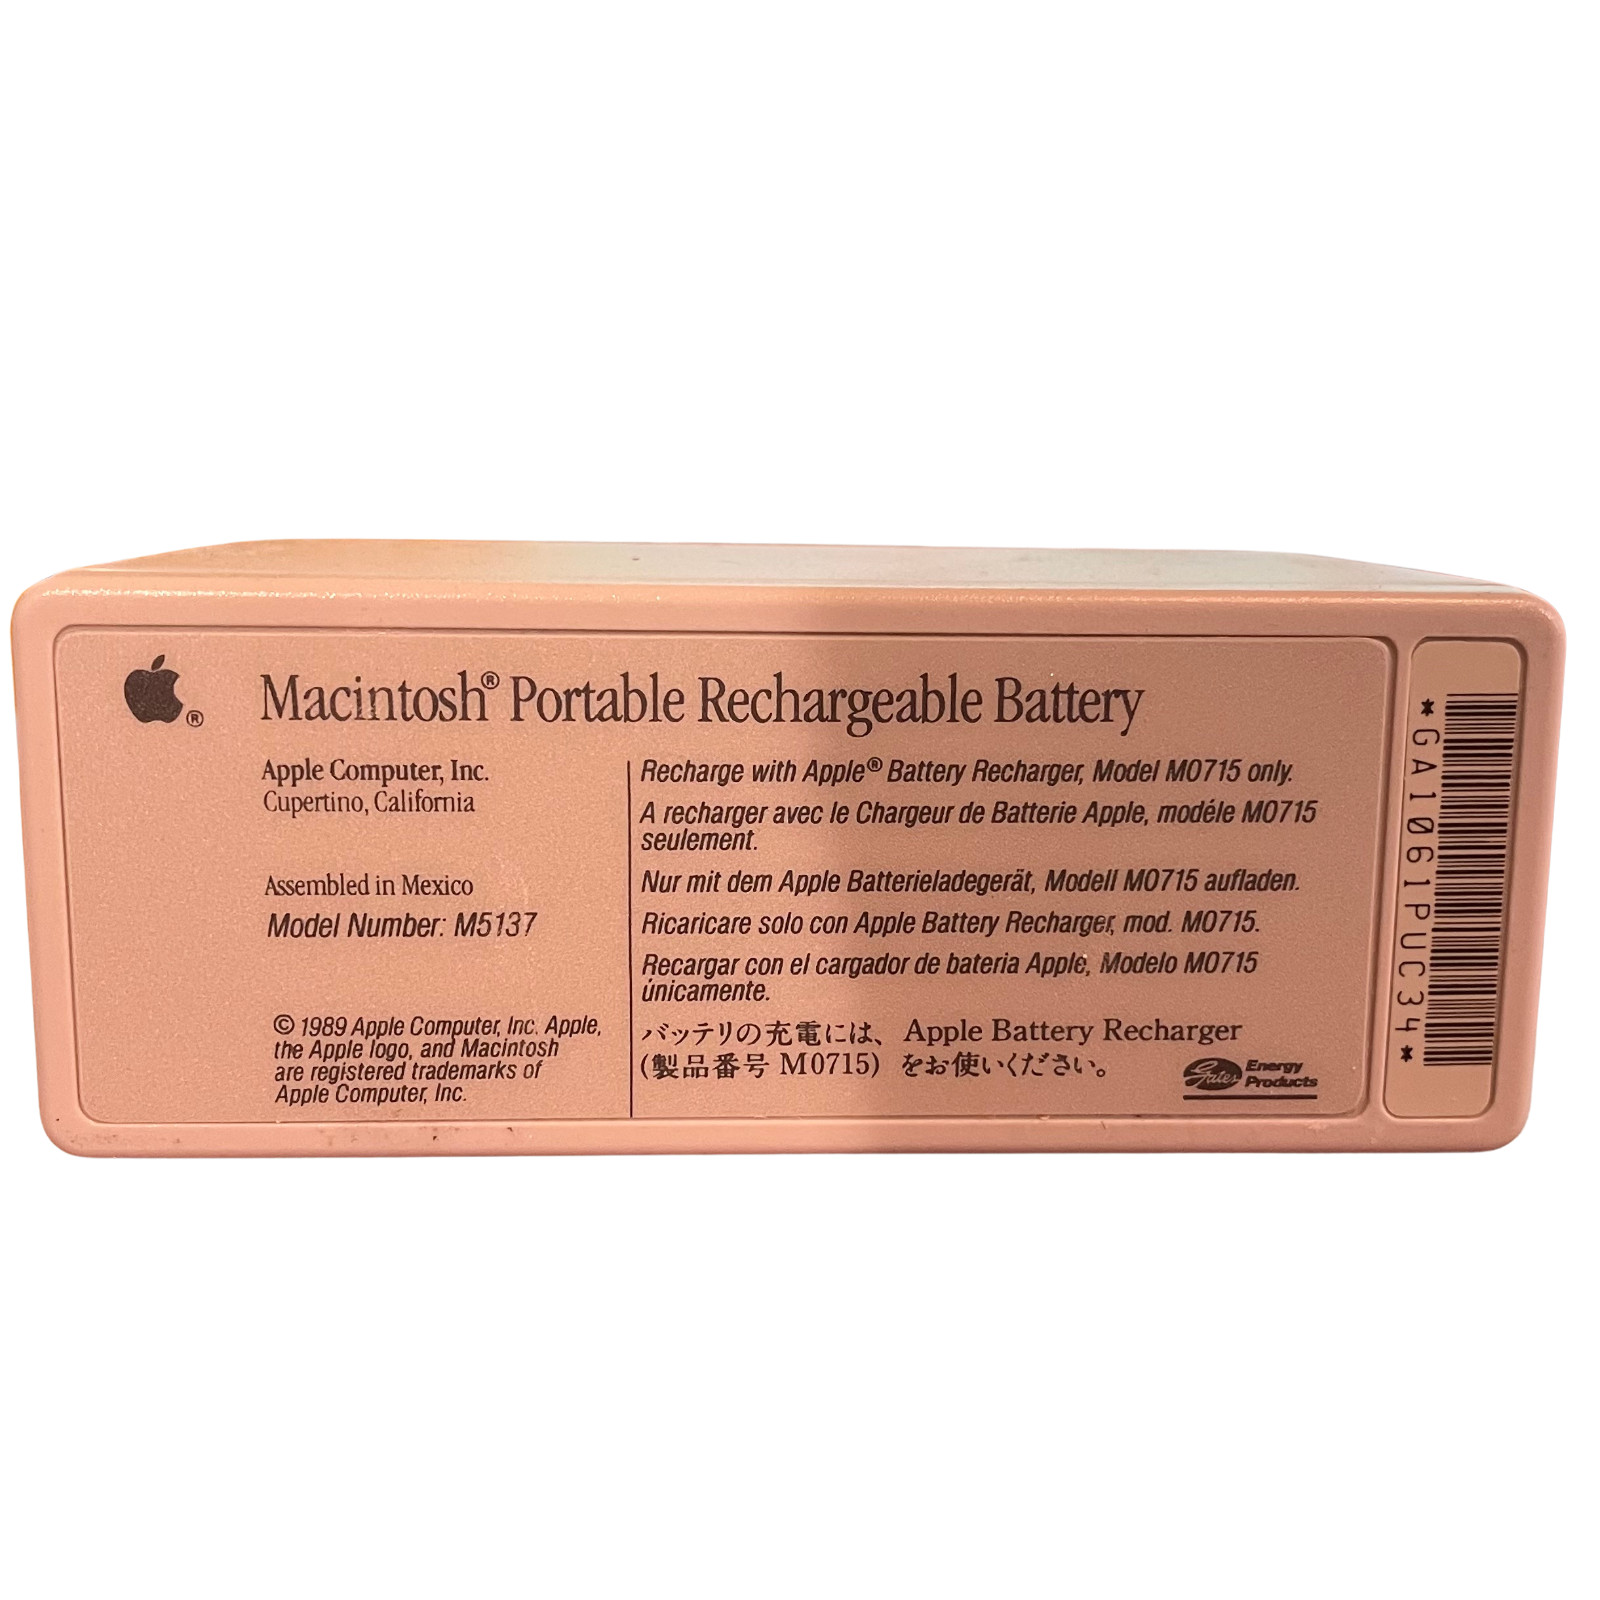 ® Macintosh® Portable Rechargeable Battery
Apple Computer, Inc.
Cupertino, California
Assembled in Mexico
Model Number: M5137
© 1989 Apple Computer, Inc. Apple,
the Apple logo, and Macintosh
are registered trademarks of
Apple Computer, Inc.
Recharge with Apple® Battery Recharger, Model M0715 only.
A recharger avec le Chargeur de Batterie Apple, modéle M0715
seulement.
Nur mit dem Apple Batterieladegerät, Modell M0715 aufladen.
Ricaricare solo con Apple Battery Recharger, mod. M0715.
Recargar con el cargador de bateria Apple, Modelo M0715
únicamente.
バッテリの充電には、 Apple Battery Recharger
(製品番号 M0715) をお使いください。
Gates Energy
Products
*GA1061PUC34*